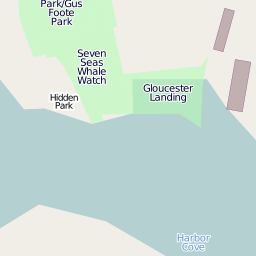 Park/Gus
Foote
Park
Seven
Seas
Whale
Watch
Gloucester
Landing
Hidden
Park
Harbor
Cove